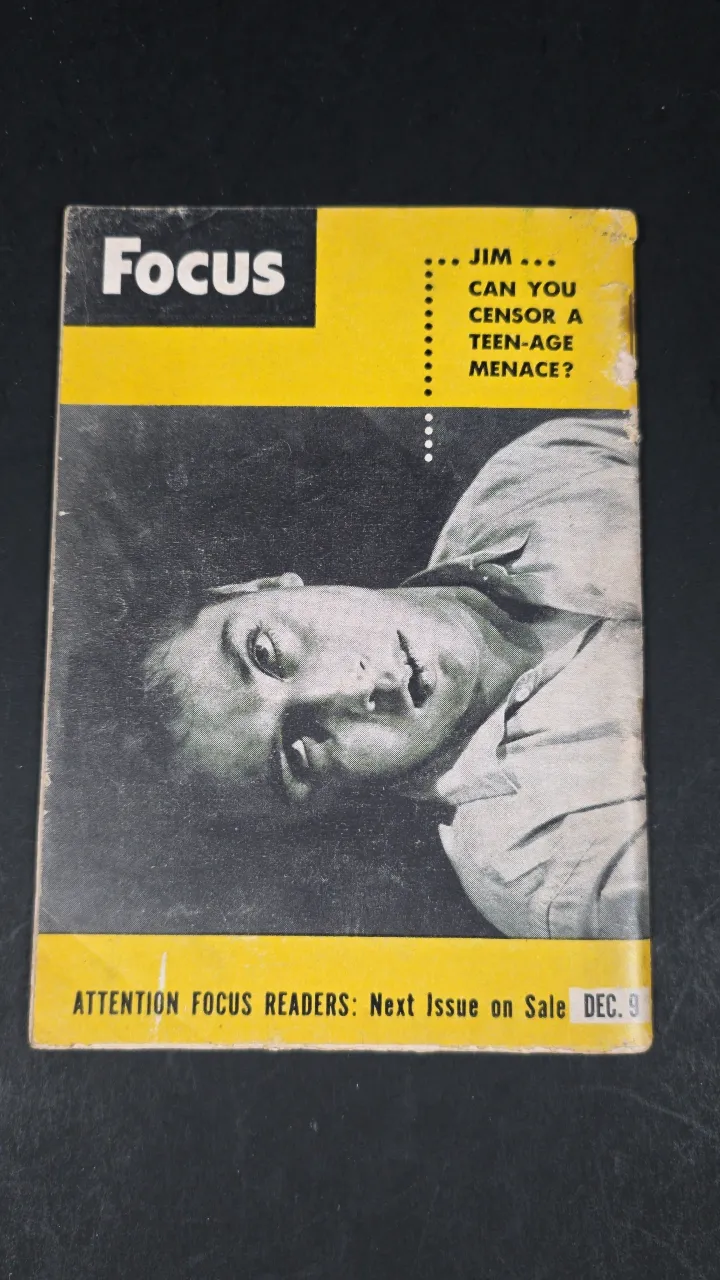 FOCUS
... JIM ...
CAN YOU
CENSOR A
TEEN-AGE
MENACE?
ATTENTION FOCUS READERS: Next Issue on Sale DEC. 9